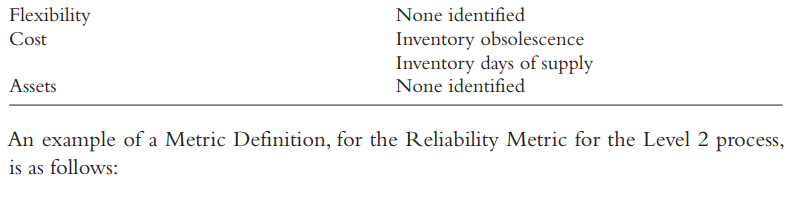 Flexibility None identified
Cost Inventory obsolescence
Inventory days of supply
Assets None identified
An example of a Metric Definition, for the Reliability Metric for the Level 2 process,
is as follows: